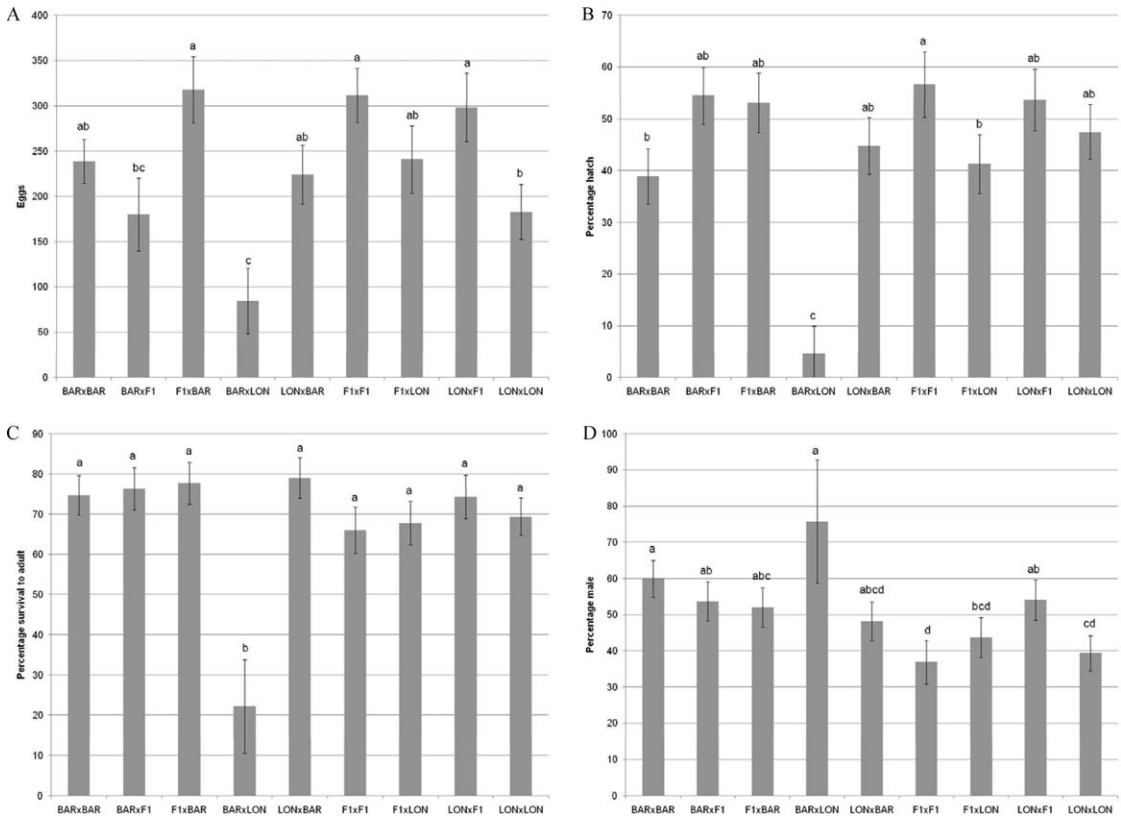 A
400
350
300
250
200
150
100
50
0
Eggs
ab
bc
a
c
ab
a
ab
a
b
BARxBAR BARxF1 F1xBAR BARxLON LONxBAR F1xF1 F1xLON LONxF1 LONxLON
B
70
60
50
40
30
20
10
0
Percentage hatch
b
ab
ab
c
ab
a
b
ab
ab
BARxBAR BARxF1 F1xBAR BARxLON LONxBAR F1xF1 F1xLON LONxF1 LONxLON
C
90
80
70
60
50
40
30
20
10
0
Percentage survival to adult
a
a
a
b
a
a
a
a
a
BARxBAR BARxF1 F1xBAR BARxLON LONxBAR F1xF1 F1xLON LONxF1 LONxLON
D
100
90
80
70
60
50
40
30
20
10
0
Percentage male
a
ab
abc
a
abcd
d
bcd
ab
cd
BARxBAR BARxF1 F1xBAR BARxLON LONxBAR F1xF1 F1xLON LONxF1 LONxLON